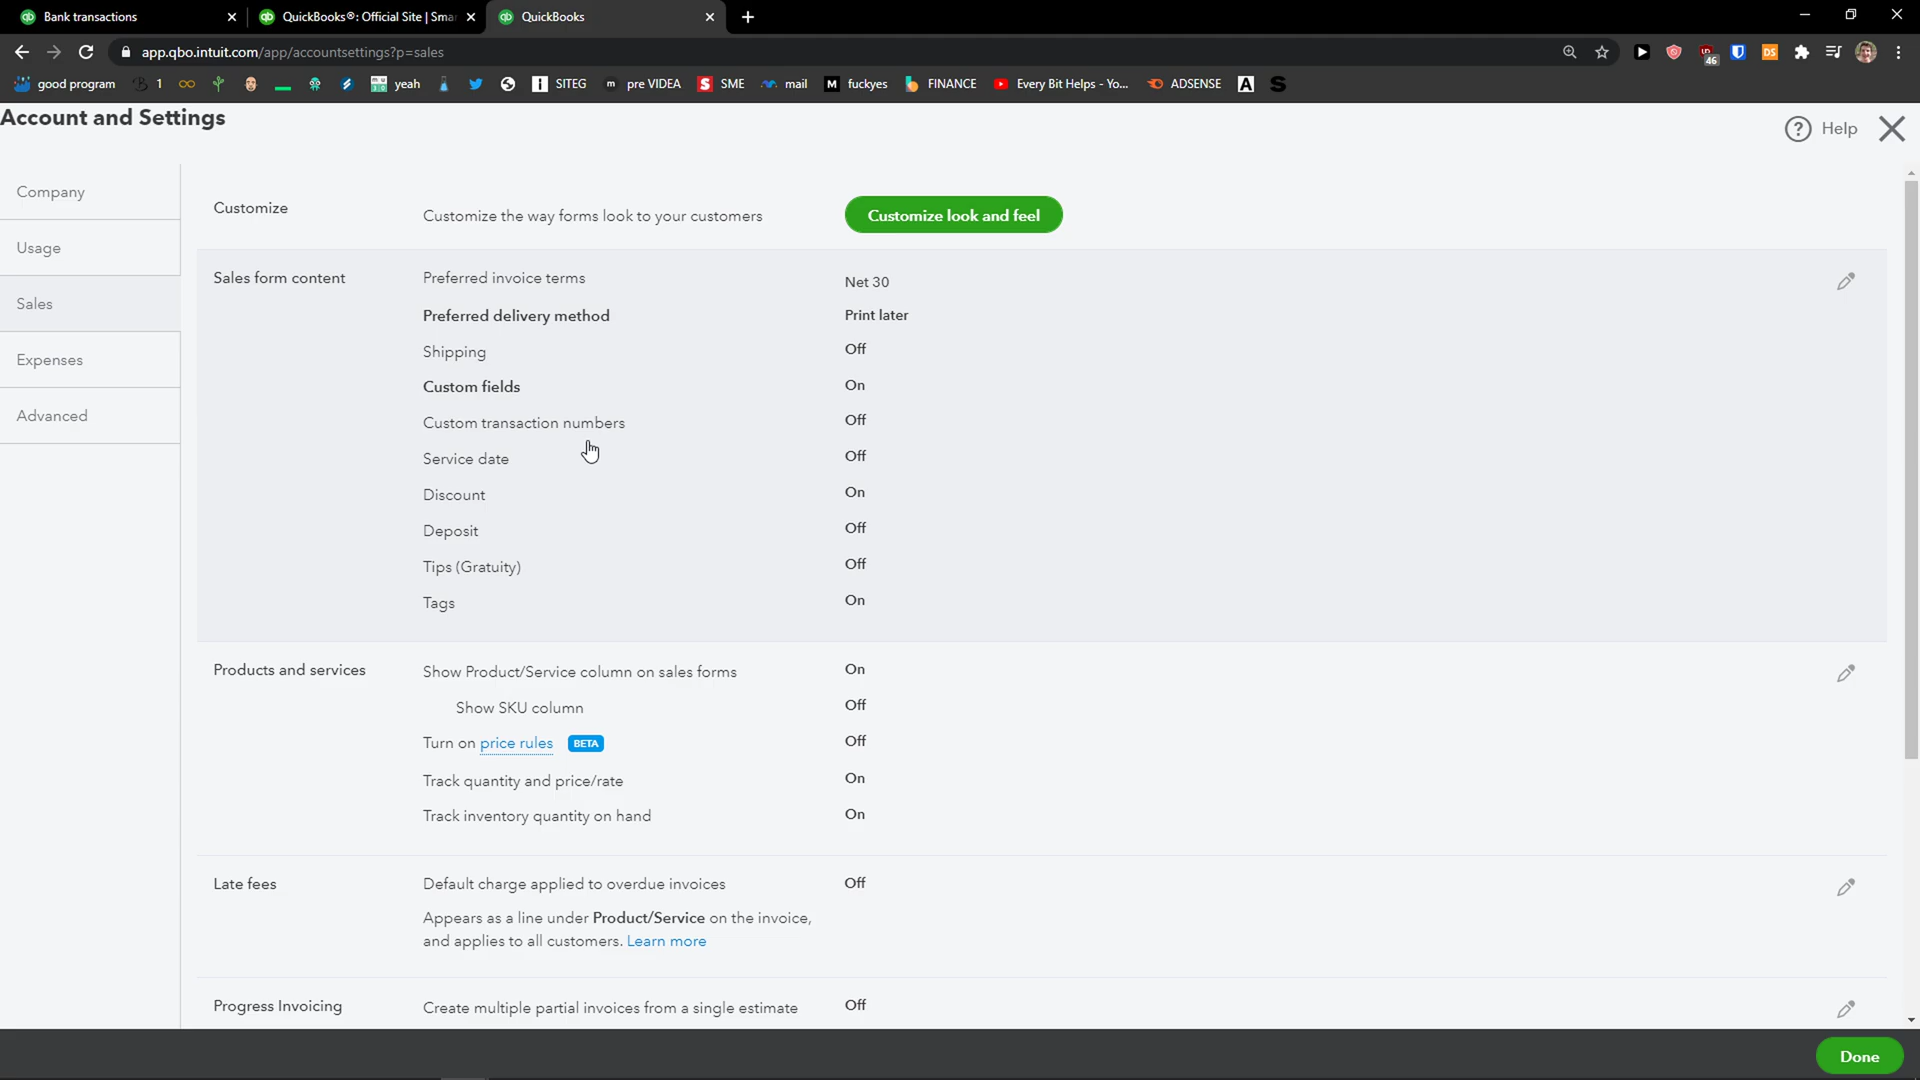 Bank transactions
QuickBooks®: Official Site | Smar
QuickBooks
app.qbo.intuit.com/app/accountsettings?p=sales
46
good program
1
yeah
SITEG
pre VIDEA
SME
mail
fuckyes
FINANCE
Every Bit Helps - Yo...
ADSENSE
Account and Settings
Help
Company
Usage
Sales
Expenses
Advanced
Customize
Customize the way forms look to your customers
Customize look and feel
Sales form content
Preferred invoice terms
Net 30
Preferred delivery method
Print later
Shipping
Off
Custom fields
On
Custom transaction numbers
Off
Service date
Off
Discount
On
Deposit
Off
Tips (Gratuity)
Off
Tags
On
Products and services
Show Product/Service column on sales forms
On
Show SKU column
Off
Turn on price rules BETA
Off
Track quantity and price/rate
On
Track inventory quantity on hand
On
Late fees
Default charge applied to overdue invoices
Off
Appears as a line under Product/Service on the invoice,
and applies to all customers. Learn more
Progress Invoicing
Create multiple partial invoices from a single estimate
Off
Done